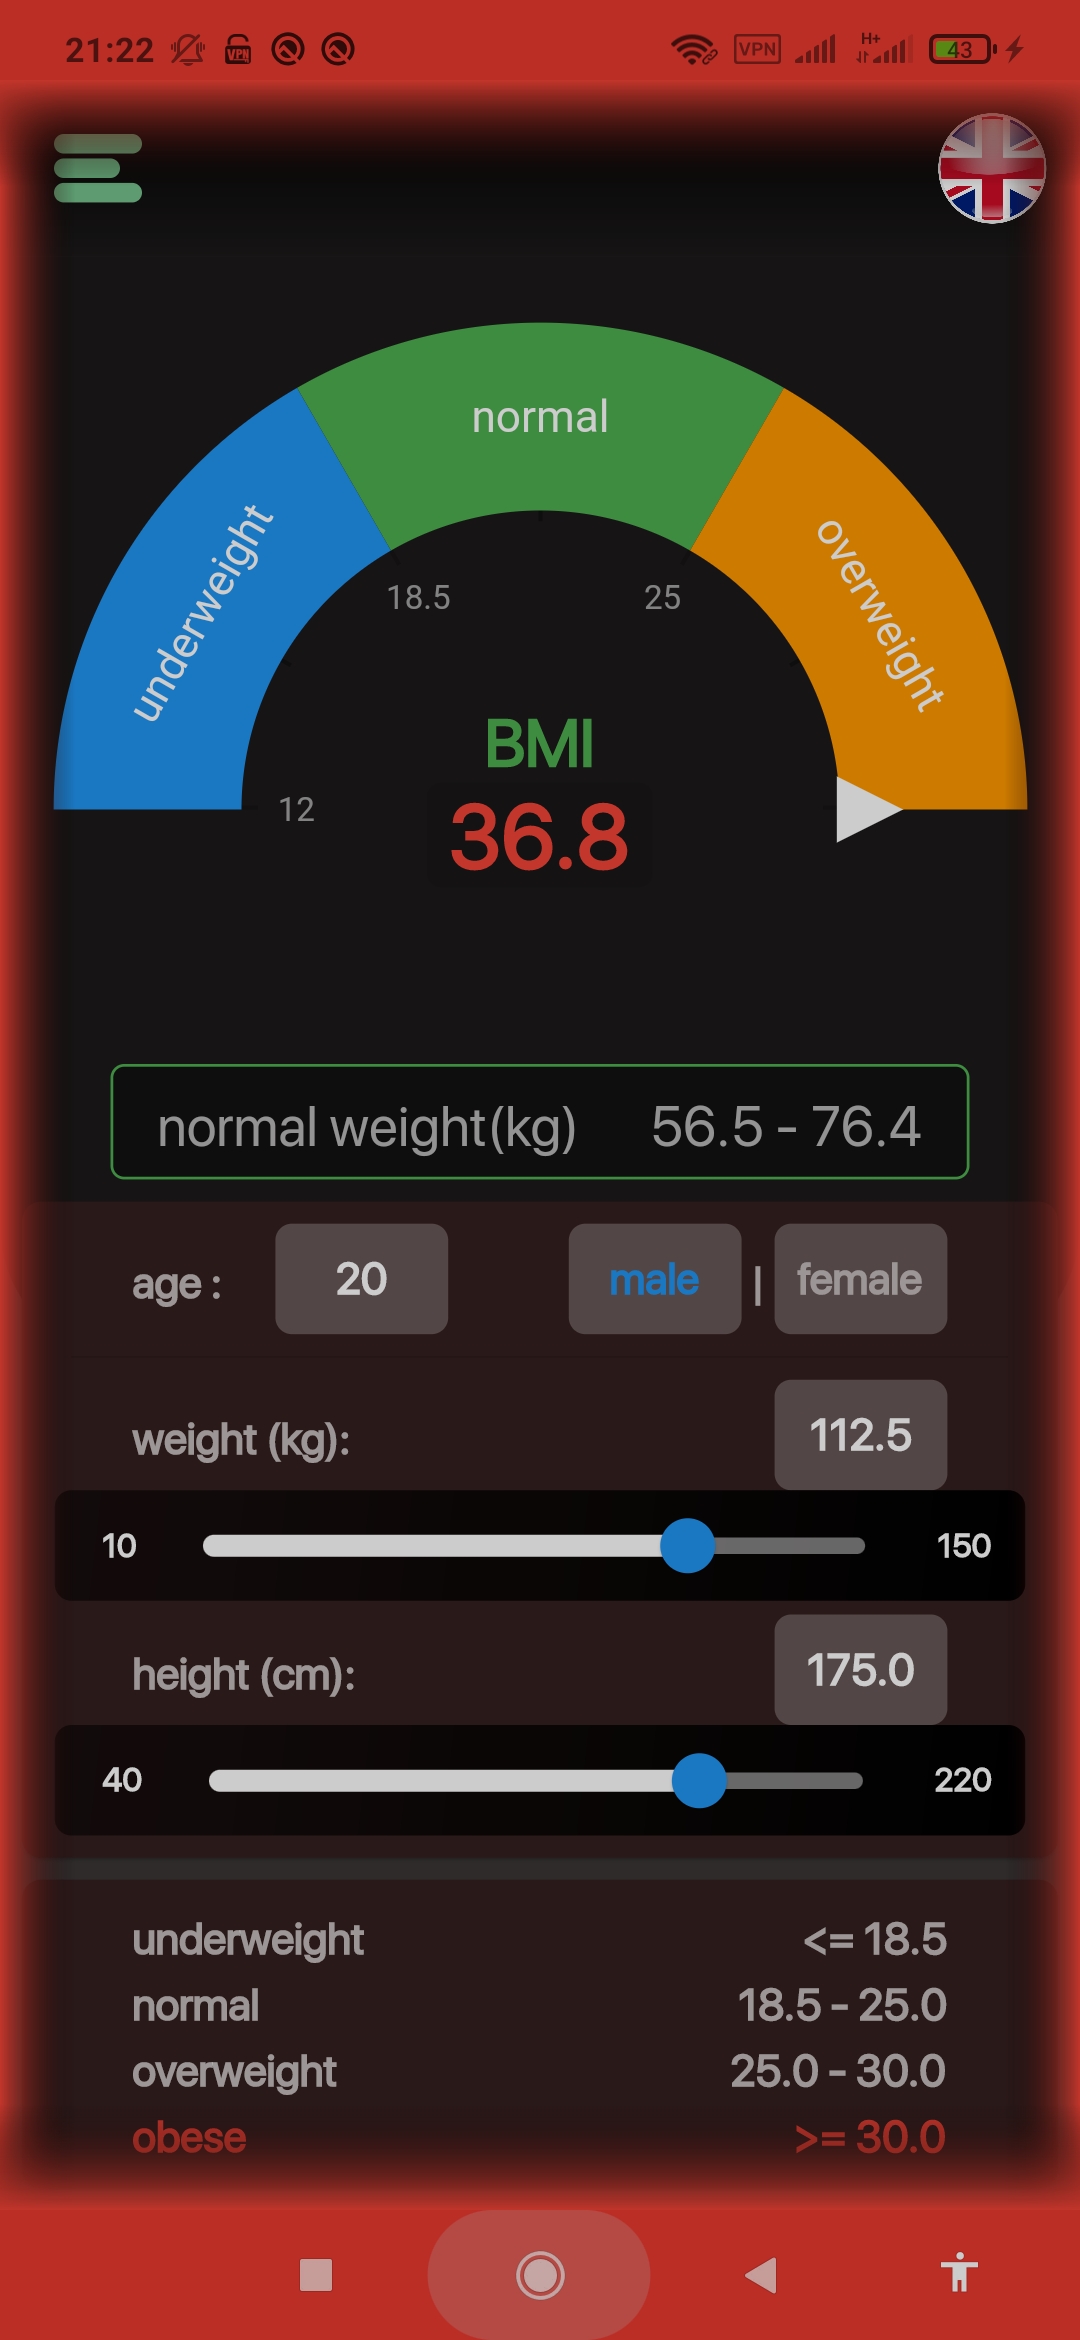 21:22 VPN VPN H+ 43
normal
underweight
overweight
18.5 25
BMI
12
36.8
normal weight(kg) 56.5 - 76.4
age : 20 male | female
weight (kg): 112.5
10 150
height (cm): 175.0
40 220
underweight <= 18.5
normal 18.5 - 25.0
overweight 25.0 - 30.0
obese >= 30.0